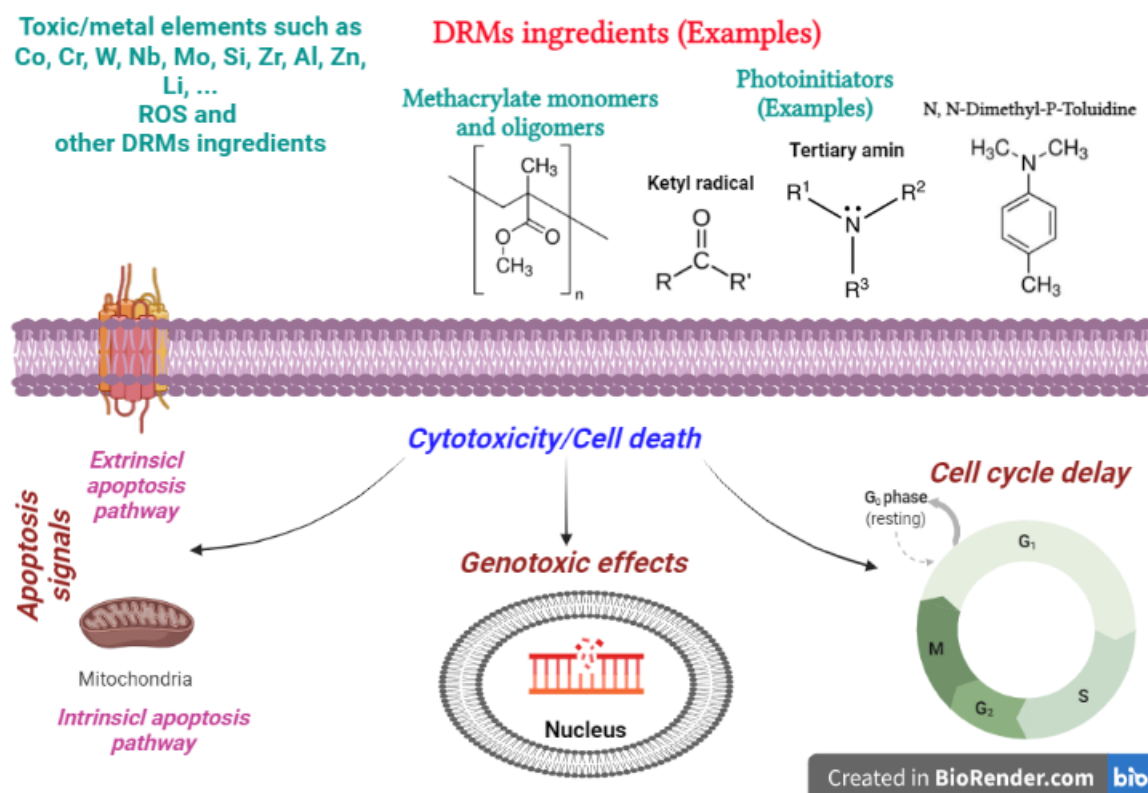 Toxic/metal elements such as
Co, Cr, W, Nb, Mo, Si, Zr, Al, Zn,
Li, ...
ROS and
other DRMs ingredients
DRMs ingredients (Examples)
Methacrylate monomers
and oligomers
CH₃
O
O
CH₃
n
Photoinitiators
(Examples)
Ketyl radical
O
C
R
R'
Tertiary amin
R¹
R²
N
R³
N, N-Dimethyl-P-Toluidine
H₃C
CH₃
N
CH₃
Extrinsicl
apoptosis
pathway
Apoptosis
signals
Mitochondria
Intrinsicl apoptosis
pathway
Cytotoxicity/Cell death
Genotoxic effects
Nucleus
Cell cycle delay
G₀ phase
(resting)
G₁
S
G₂
M
Created in BioRender.com
bio